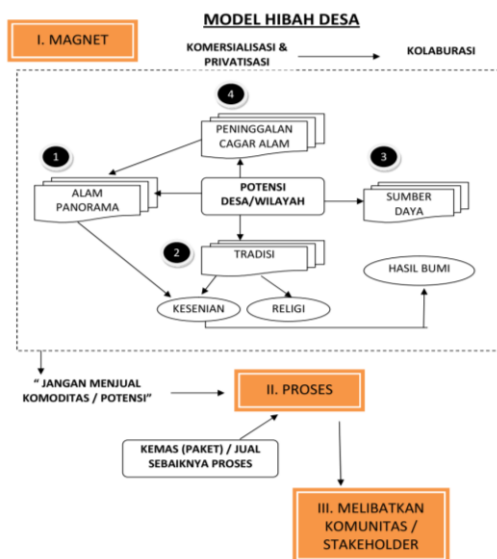 MODEL HIBAH DESA
I. MAGNET
KOMERSIALISASI &
PRIVATISASI
KOLABURASI
4
PENINGGALAN
CAGAR ALAM
1
3
ALAM
PANORAMA
POTENSI
DESA/WILAYAH
SUMBER
DAYA
2
TRADISI
HASIL BUMI
KESENIAN
RELIGI
“ JANGAN MENJUAL
KOMODITAS / POTENSI”
II. PROSES
KEMAS (PAKET) / JUAL
SEBAIKNYA PROSES
III. MELIBATKAN
KOMUNITAS /
STAKEHOLDER